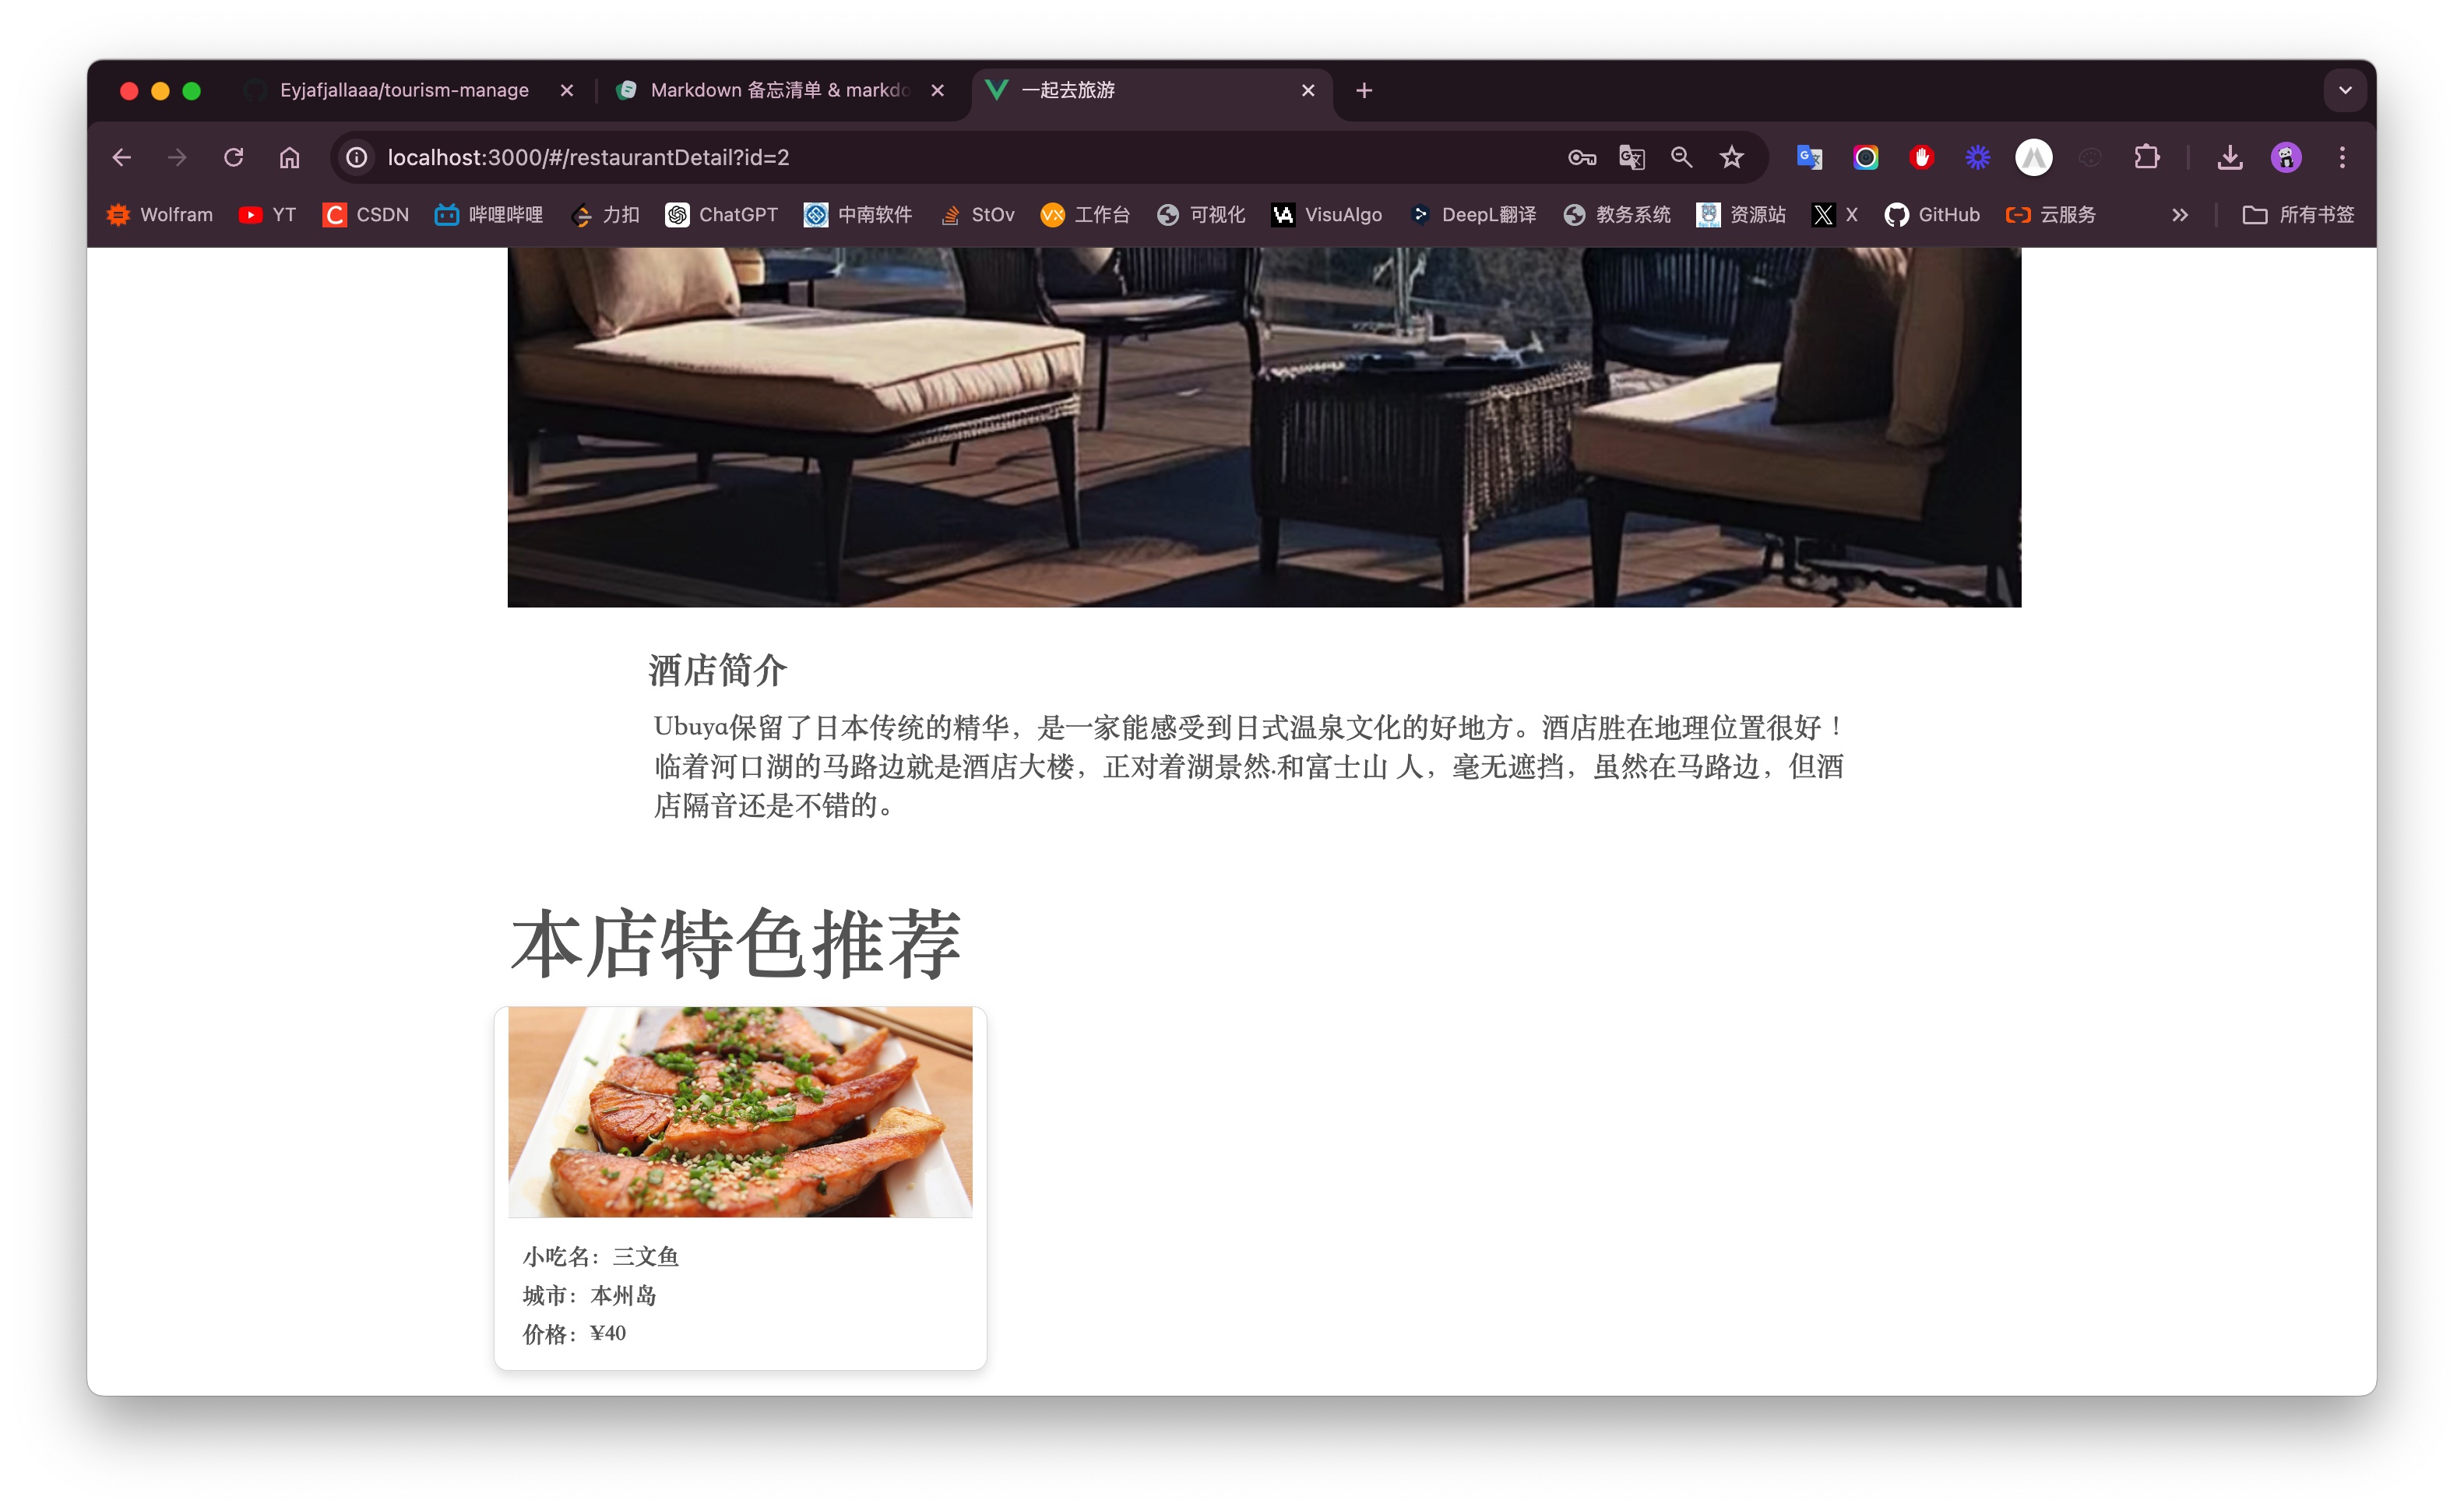 Eyjafjallaaa/tourism-manage
Markdown 备忘清单 & markdo
一起去旅游
localhost:3000/#/restaurantDetail?id=2
Wolfram
YT
CSDN
哔哩哔哩
力扣
ChatGPT
中南软件
StOv
工作台
可视化
VisuAlgo
DeepL翻译
教务系统
资源站
X
GitHub
云服务
所有书签
酒店简介
Ubuya保留了日本传统的精华，是一家能感受到日式温泉文化的好地方。酒店胜在地理位置很好！
临着河口湖的马路边就是酒店大楼，正对着湖景然.和富士山 人，毫无遮挡，虽然在马路边，但酒
店隔音还是不错的。
本店特色推荐
小吃名：三文鱼
城市：本州岛
价格：¥40